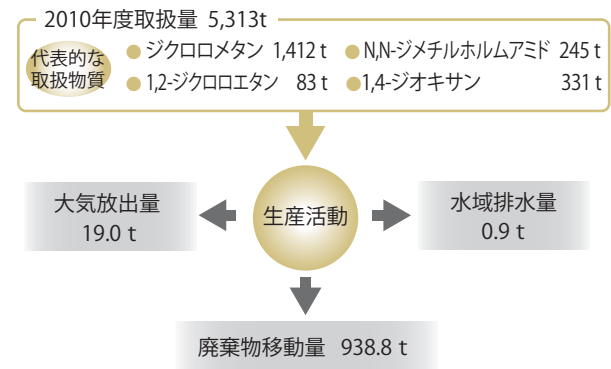 2010年度取扱量 5,313t
代表的な
取扱物質
ジクロロメタン 1,412 t
N,N-ジメチルホルムアミド 245 t
1,2-ジクロロエタン 83 t
1,4-ジオキサン 331 t
大気放出量
19.0 t
生産活動
水域排水量
0.9 t
廃棄物移動量 938.8 t